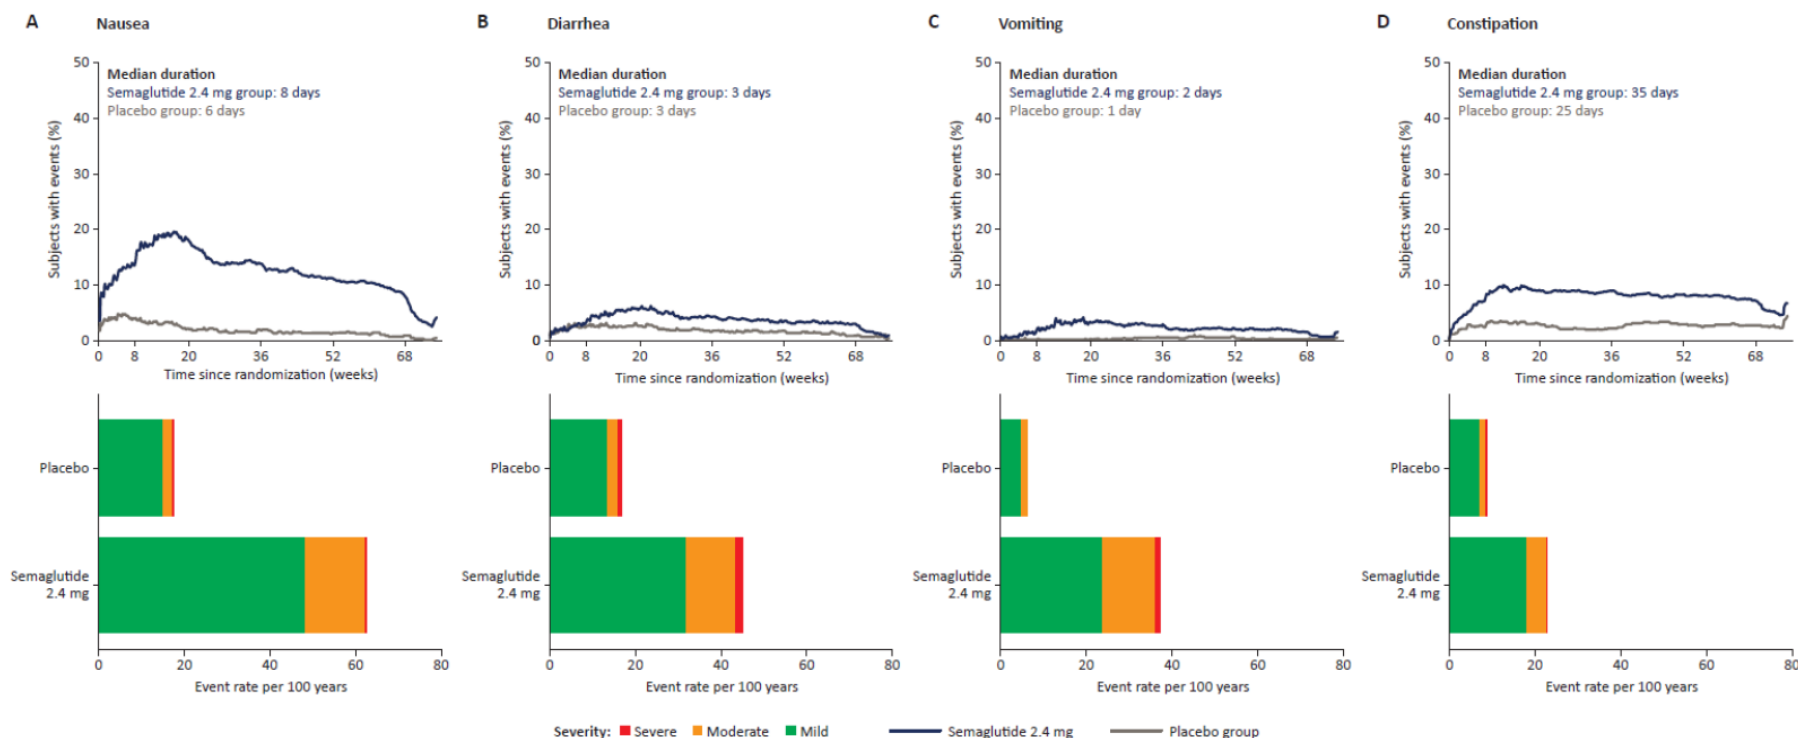 A Nausea
50
40
30
20
10
0
Subjects with events (%)
Median duration
Semaglutide 2.4 mg group: 8 days
Placebo group: 6 days
0 8 20 36 52 68
Time since randomization (weeks)
Placebo
Semaglutide
2.4 mg
0 20 40 60 80
Event rate per 100 years
B Diarrhea
50
40
30
20
10
0
Subjects with events (%)
Median duration
Semaglutide 2.4 mg group: 3 days
Placebo group: 3 days
0 8 20 36 52 68
Time since randomization (weeks)
Placebo
Semaglutide
2.4 mg
0 20 40 60 80
Event rate per 100 years
C Vomiting
50
40
30
20
10
0
Subjects with events (%)
Median duration
Semaglutide 2.4 mg group: 2 days
Placebo group: 1 day
0 8 20 36 52 68
Time since randomization (weeks)
Placebo
Semaglutide
2.4 mg
0 20 40 60 80
Event rate per 100 years
D Constipation
50
40
30
20
10
0
Subjects with events (%)
Median duration
Semaglutide 2.4 mg group: 35 days
Placebo group: 25 days
0 8 20 36 52 68
Time since randomization (weeks)
Placebo
Semaglutide
2.4 mg
0 20 40 60 80
Event rate per 100 years
Severity: Severe Moderate Mild Semaglutide 2.4 mg Placebo group